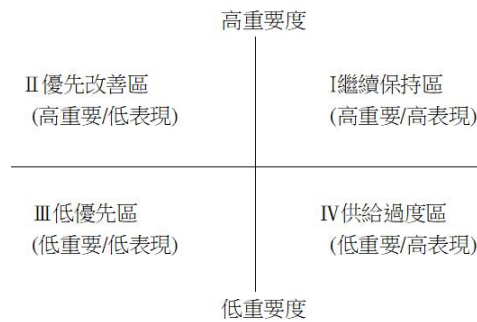 高重要度
Ⅱ優先改善區
(高重要/低表現)
Ⅰ繼續保持區
(高重要/高表現)
Ⅲ低優先區
(低重要/低表現)
Ⅳ供給過度區
(低重要/高表現)
低重要度